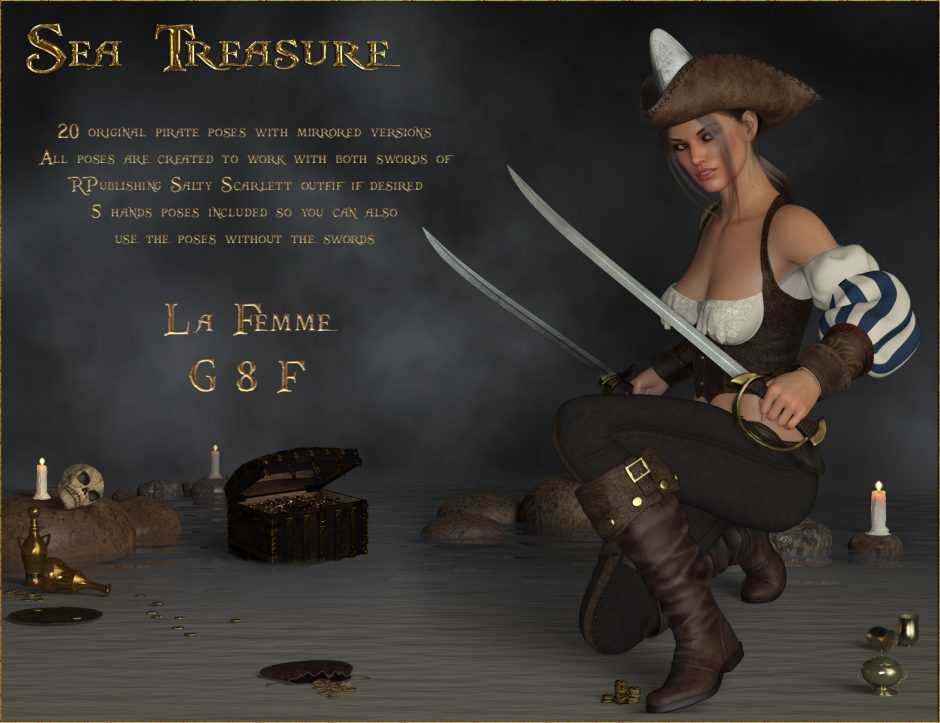 Sea Treasure
20 original pirate poses with mirrored versions
All poses are created to work with both swords of
RPublishing Salty Scarlett outfif if desired
5 hands poses included so you can also
use the poses without the swords
La Femme
G 8 F